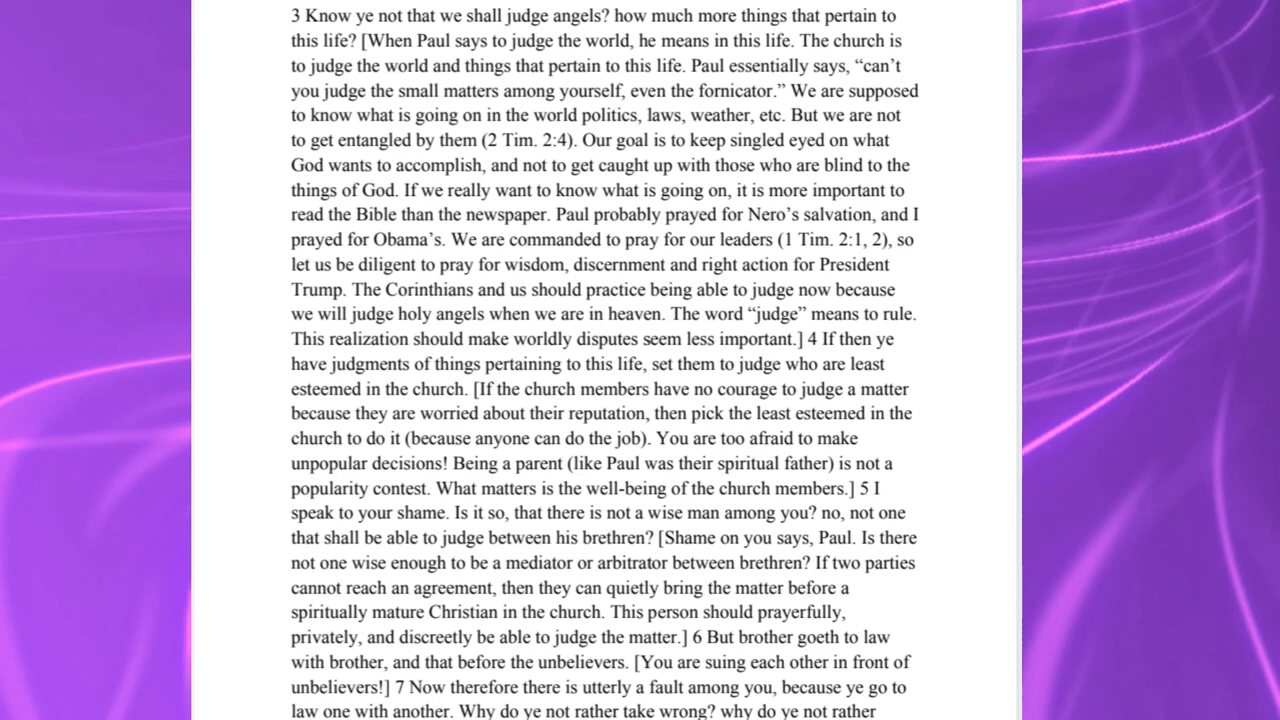 3 Know ye not that we shall judge angels? how much more things that pertain to
this life? [When Paul says to judge the world, he means in this life. The church is
to judge the world and things that pertain to this life. Paul essentially says, “can’t
you judge the small matters among yourself, even the fornicator.” We are supposed
to know what is going on in the world politics, laws, weather, etc. But we are not
to get entangled by them (2 Tim. 2:4). Our goal is to keep singled eyed on what
God wants to accomplish, and not to get caught up with those who are blind to the
things of God. If we really want to know what is going on, it is more important to
read the Bible than the newspaper. Paul probably prayed for Nero’s salvation, and I
prayed for Obama’s. We are commanded to pray for our leaders (1 Tim. 2:1, 2), so
let us be diligent to pray for wisdom, discernment and right action for President
Trump. The Corinthians and us should practice being able to judge now because
we will judge holy angels when we are in heaven. The word “judge” means to rule.
This realization should make worldly disputes seem less important.] 4 If then ye
have judgments of things pertaining to this life, set them to judge who are least
esteemed in the church. [If the church members have no courage to judge a matter
because they are worried about their reputation, then pick the least esteemed in the
church to do it (because anyone can do the job). You are too afraid to make
unpopular decisions! Being a parent (like Paul was their spiritual father) is not a
popularity contest. What matters is the well-being of the church members.] 5 I
speak to your shame. Is it so, that there is not a wise man among you? no, not one
that shall be able to judge between his brethren? [Shame on you says, Paul. Is there
not one wise enough to be a mediator or arbitrator between brethren? If two parties
cannot reach an agreement, then they can quietly bring the matter before a
spiritually mature Christian in the church. This person should prayerfully,
privately, and discreetly be able to judge the matter.] 6 But brother goeth to law
with brother, and that before the unbelievers. [You are suing each other in front of
unbelievers!] 7 Now therefore there is utterly a fault among you, because ye go to
law one with another. Why do ye not rather take wrong? why do ye not rather